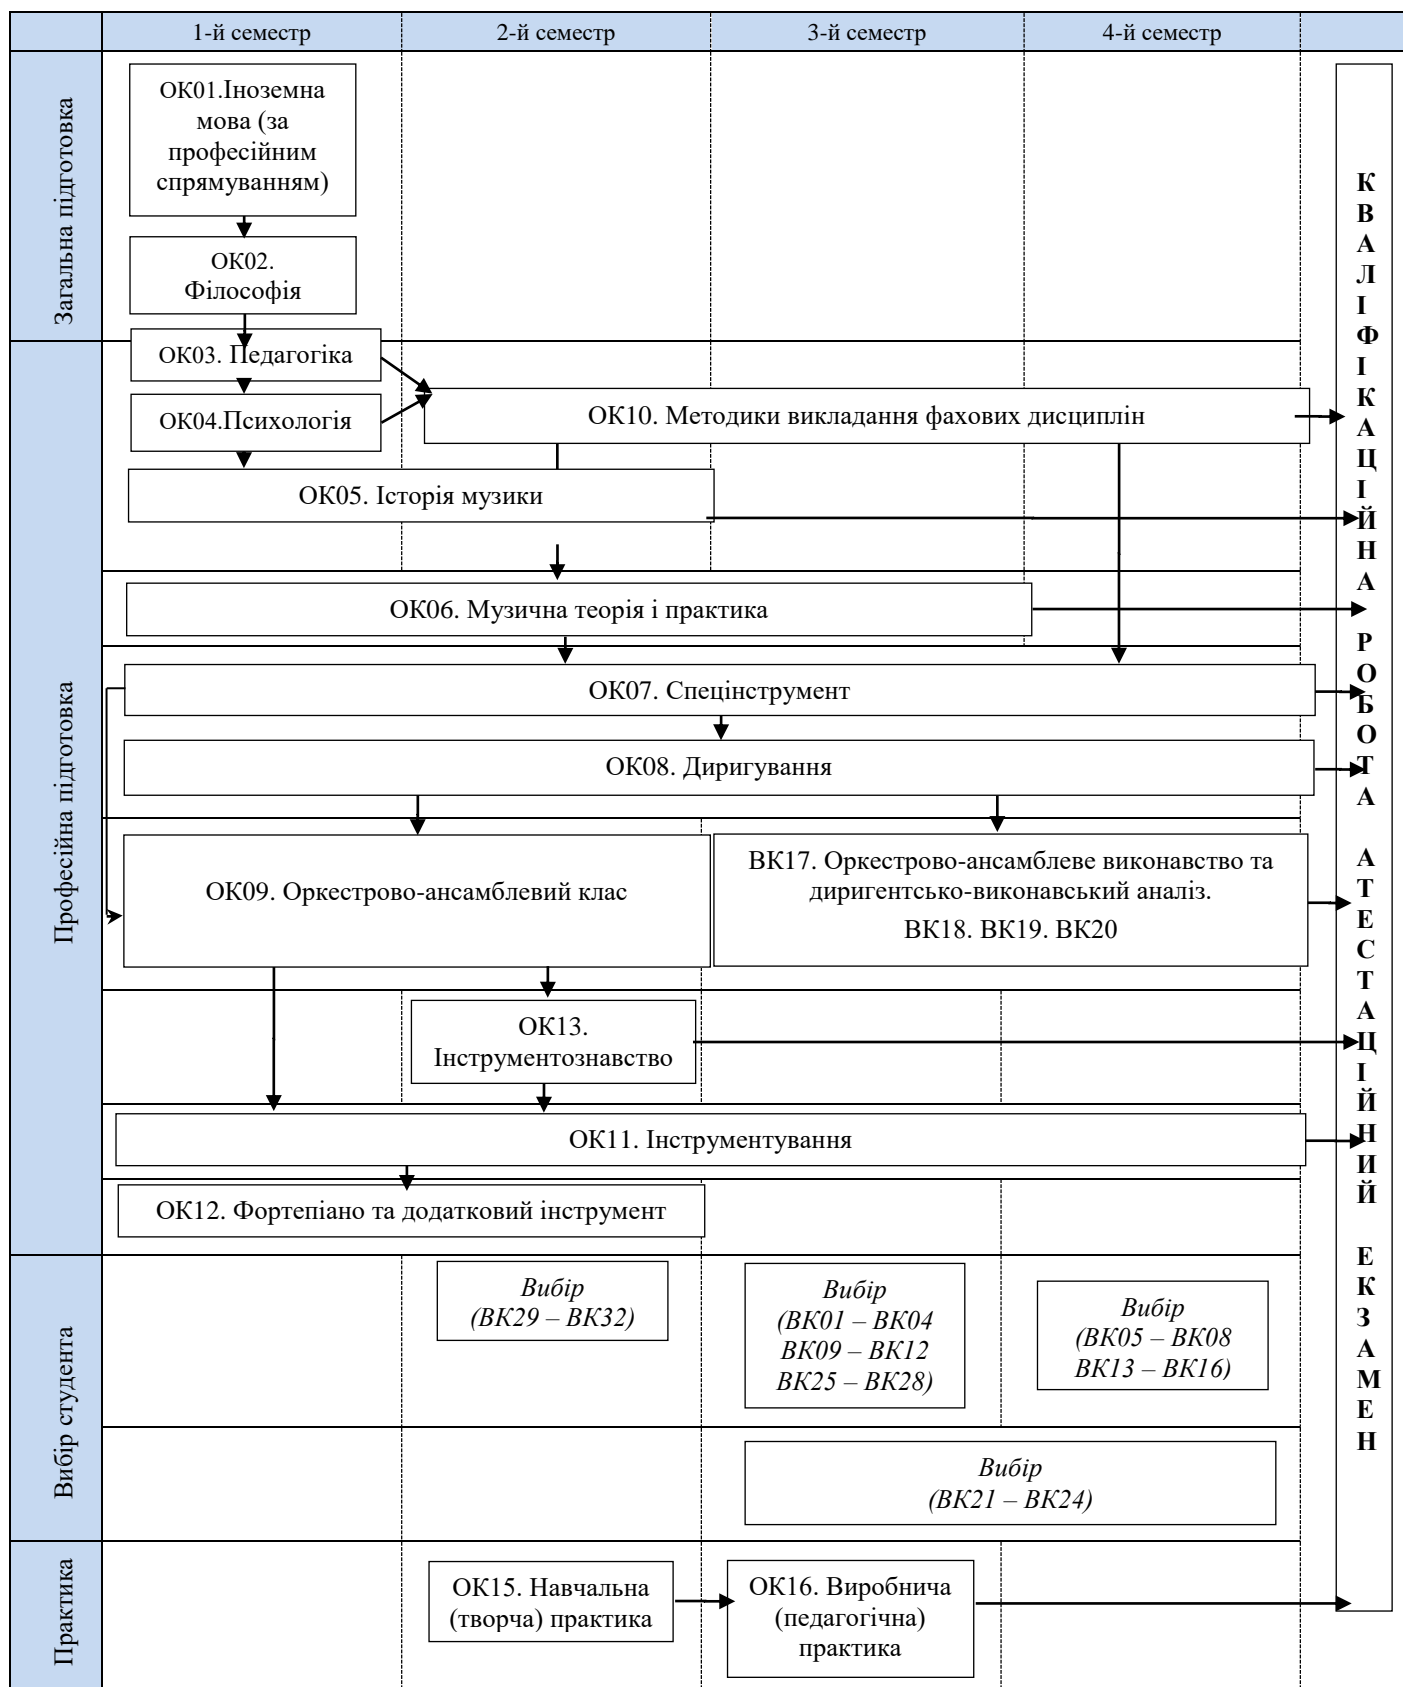 1-й семестр
2-й семестр
3-й семестр
4-й семестр
Загальна підготовка
ОК01.Іноземна
мова (за
професійним
спрямуванням)
ОК02.
Філософія
Професійна підготовка
ОК03. Педагогіка
ОК04.Психологія
ОК10. Методики викладання фахових дисциплін
ОК05. Історія музики
ОК06. Музична теорія і практика
ОК07. Спецінструмент
ОК08. Диригування
ОК09. Оркестрово-ансамблевий клас
ВК17. Оркестрово-ансамблеве виконавство та
диригентсько-виконавський аналіз.
ВК18. ВК19. ВК20
ОК13.
Інструментознавство
ОК11. Інструментування
ОК12. Фортепіано та додатковий інструмент
Вибір студента
Вибір
(ВК29 – ВК32)
Вибір
(ВК01 – ВК04
ВК09 – ВК12
ВК25 – ВК28)
Вибір
(ВК05 – ВК08
ВК13 – ВК16)
Вибір
(ВК21 – ВК24)
Практика
ОК15. Навчальна
(творча) практика
ОК16. Виробнича
(педагогічна)
практика
КВАЛІФІКАЦІЙНА РОБОТА АТЕСТАЦІЙНИЙ ЕКЗАМЕН